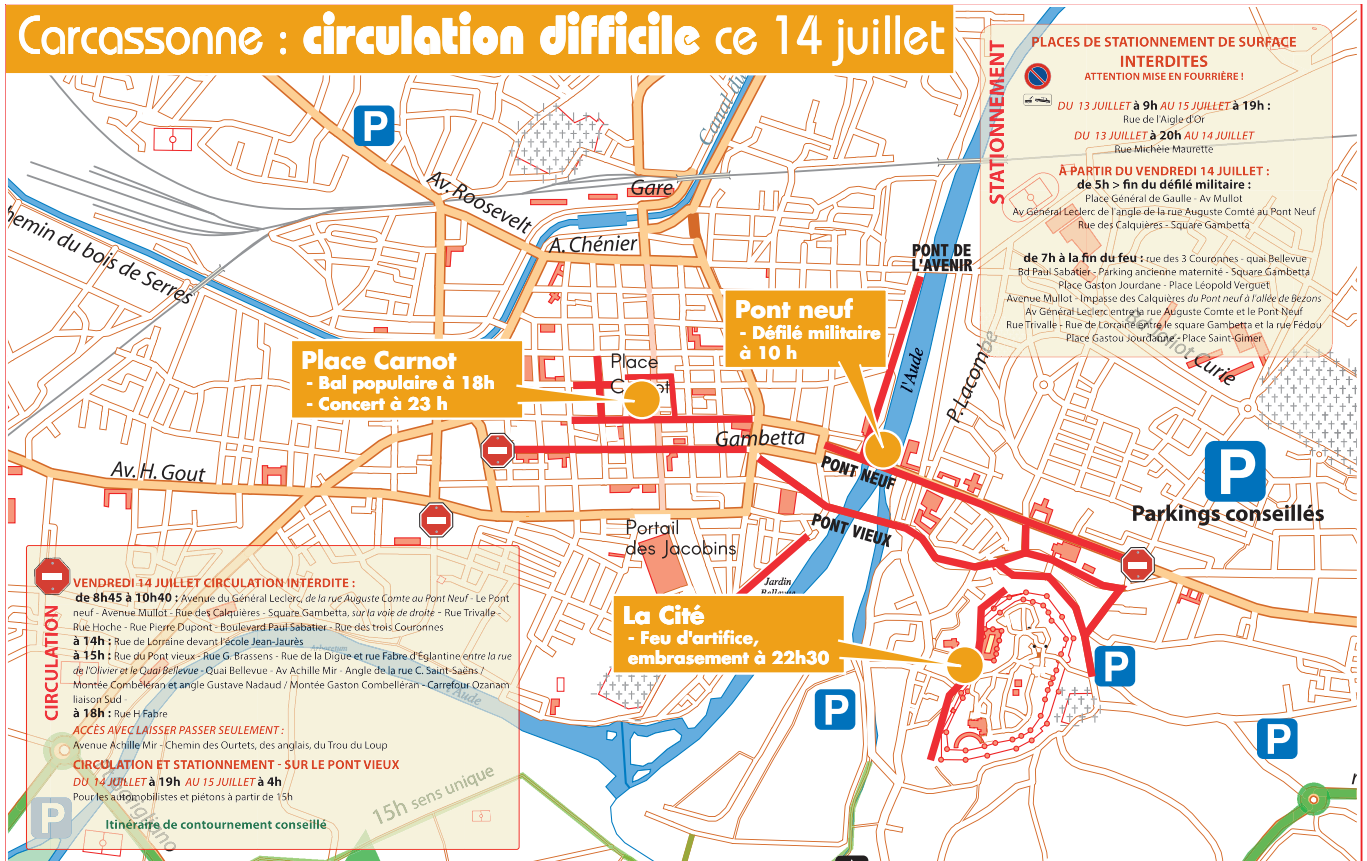 Carcassonne : circulation difficile ce 14 juillet
STATIONNEMENT
PLACES DE STATIONNEMENT DE SURFACE
INTERDITES
ATTENTION MISE EN FOURRIÈRE !
DU 13 JUILLET à 9h AU 15 JUILLET à 19h :
Rue de l'Aigle d'Or
DU 13 JUILLET à 20h AU 14 JUILLET
Rue Michèle Maurette
À PARTIR DU VENDREDI 14 JUILLET :
de 5h > fin du défilé militaire :
Place Général de Gaulle - Av Mullot
Av Général Leclerc de l'angle de la rue Auguste Comté au Pont Neuf
Rue des Calquières - Square Gambetta
de 7h à la fin du feu : rue des 3 Couronnes - quai Bellevue
Bd Paul Sabatier - Parking ancienne maternité - Square Gambetta
Place Gaston Jourdane - Place Léopold Verguet
Avenue Mullot - Impasse des Calquières du Pont neuf à l'allée de Bezons
Av Général Leclerc entre la rue Auguste Comte et le Pont Neuf
Rue Trivalle - Rue de Lorraine entre le square Gambetta et la rue Fédou
Place Gastou Jourdanne - Place Saint-Gimer
P
Canal du
Av. Roosevelt
Gare
A. Chénier
hemin du bois de Serres
PONT DE
L'AVENIR
Pont neuf
- Défilé militaire
à 10 h
Place Carnot
- Bal populaire à 18h
- Concert à 23 h
Place
l'Aude
P. Lacombe
Joliot Curie
Gambetta
Av. H. Gout
PONT NEUF
PONT VIEUX
P
Parkings conseillés
Portail
des Jacobins
Jardin
Bellevue
La Cité
- Feu d'artifice,
embrasement à 22h30
P
P
P
CIRCULATION
VENDREDI 14 JUILLET CIRCULATION INTERDITE :
de 8h45 à 10h40 : Avenue du Général Leclerc, de la rue Auguste Comte au Pont Neuf - Le Pont
neuf - Avenue Mullot - Rue des Calquières - Square Gambetta, sur la voie de droite - Rue Trivalle -
Rue Hoche - Rue Pierre Dupont - Boulevard Paul Sabatier - Rue des trois Couronnes
à 14h : Rue de Lorraine devant l'école Jean-Jaurès
à 15h : Rue du Pont vieux - Rue G. Brassens - Rue de la Digue et rue Fabre d'Églantine entre la rue
de l'Olivier et le Quai Bellevue - Quai Bellevue - Av Achille Mir - Angle de la rue C. Saint-Saëns /
Montée Combéléran et angle Gustave Nadaud / Montée Gaston Combelléran - Carrefour Ozanam
liaison Sud -
à 18h : Rue H Fabre
ACCÈS AVEC LAISSER PASSER SEULEMENT :
Avenue Achille Mir - Chemin des Ourtets, des anglais, du Trou du Loup
CIRCULATION ET STATIONNEMENT - SUR LE PONT VIEUX
DU 14 JUILLET à 19h AU 15 JUILLET à 4h
Pour les automobilistes et piétons à partir de 15h
Itinéraire de contournement conseillé
P
Aude
15h sens unique